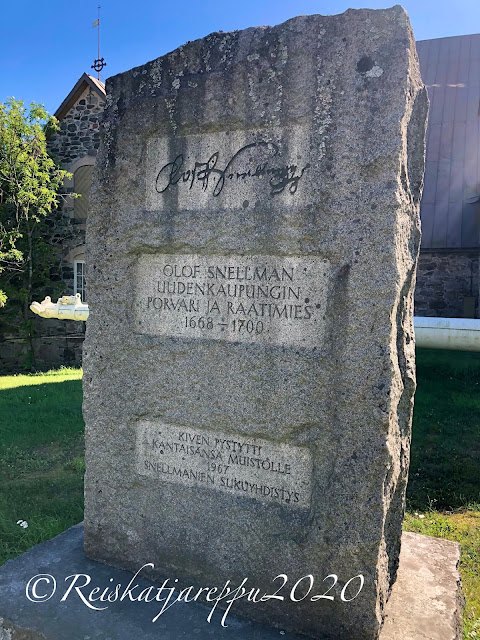 OLOF SNELLMAN
UUDENKAUPUNGIN
PORVARI JA RAATIMIES
1668 – 1700
KIVEN PYSTYTTI
KANTAISÄNSÄ MUISTOLLE
1967
SNELLMANIEN SUKUYHDISTYS
©Reiskatjareppu2020